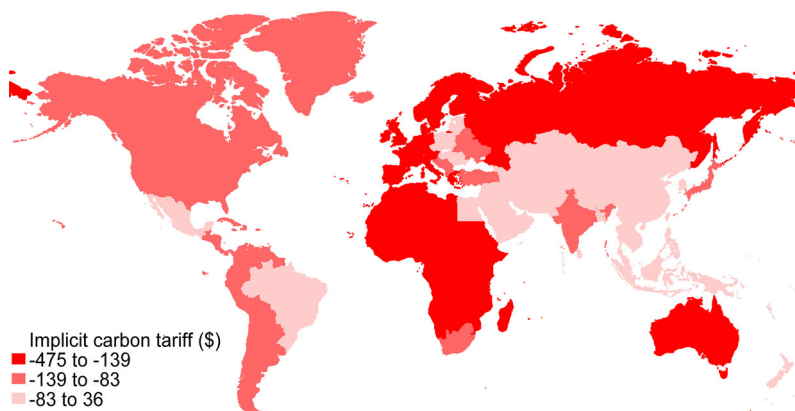 Implicit carbon tariff ($)
-475 to -139
-139 to -83
-83 to 36